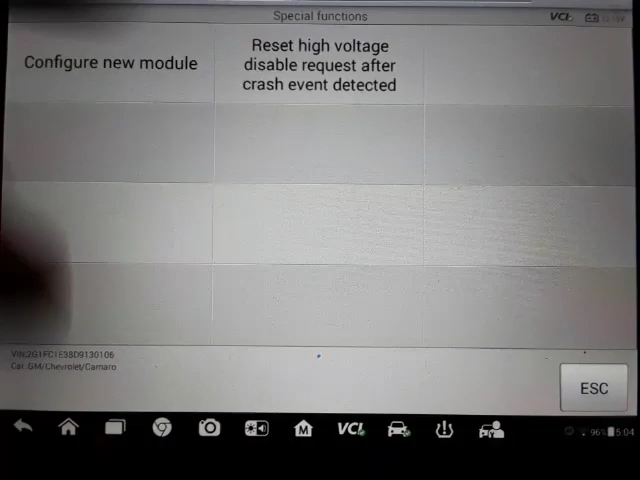 Special functions
VCI
Configure new module
Reset high voltage
disable request after
crash event detected
VIN:2G1FC1E38D9130106
Car: GM/Chevrolet/Camaro
ESC
M
VCI
96% 5:04